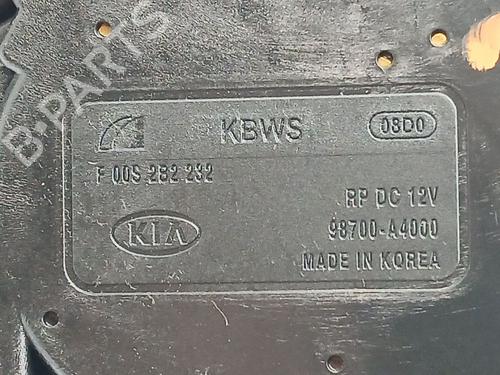 B-PARTS
KBWS
08D0
F 00S 2B2 232
RP DC 12V
KIA
98700-A4000
MADE IN KOREA